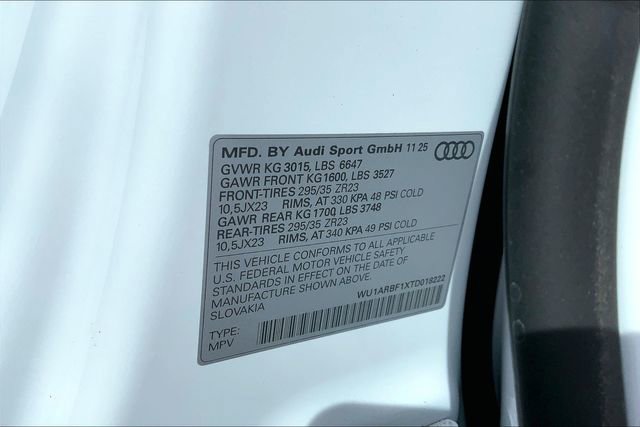 MFD. BY Audi Sport GmbH 11 25
GVWR KG 3015, LBS 6647
GAWR FRONT KG1600, LBS 3527
FRONT-TIRES 295/35 ZR23
10,5JX23 RIMS, AT 330 KPA 48 PSI COLD
GAWR REAR KG 1700, LBS 3748
REAR-TIRES 295/35 ZR23
10,5JX23 RIMS, AT 340 KPA 49 PSI COLD
THIS VEHICLE CONFORMS TO ALL APPLICABLE
U.S. FEDERAL MOTOR VEHICLE SAFETY
STANDARDS IN EFFECT ON THE DATE OF
MANUFACTURE SHOWN ABOVE.
SLOVAKIA
WU1ARBF1XTD018222
TYPE:
MPV